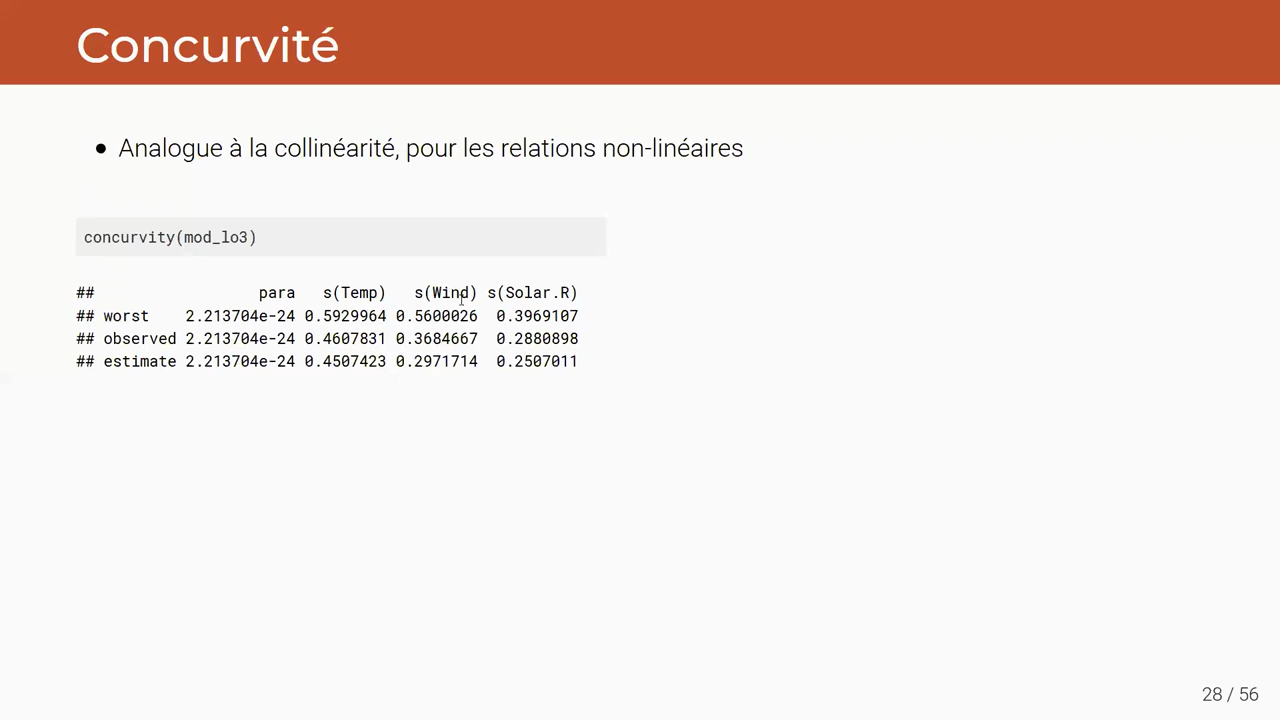 Concurvité
• Analogue à la collinéarité, pour les relations non-linéaires
concurvity(mod_lo3)
##                  para   s(Temp)   s(Wind) s(Solar.R)
## worst    2.213704e-24 0.5929964 0.5600026  0.3969107
## observed 2.213704e-24 0.4607831 0.3684667  0.2880898
## estimate 2.213704e-24 0.4507423 0.2971714  0.2507011
28 / 56